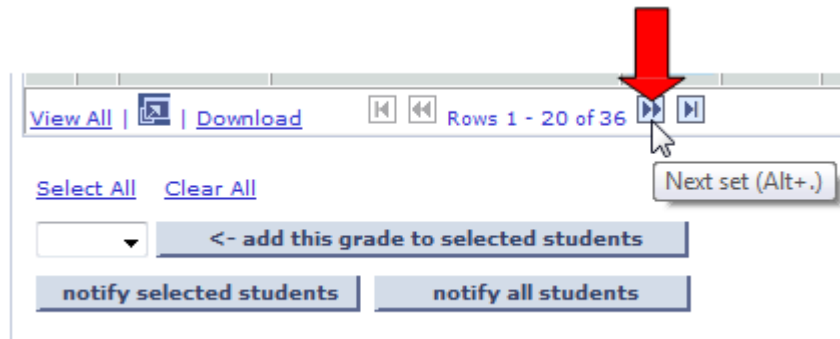 View All | | Download Rows 1 - 20 of 36
Next set (Alt+.)
Select All Clear All
<- add this grade to selected students
notify selected students notify all students